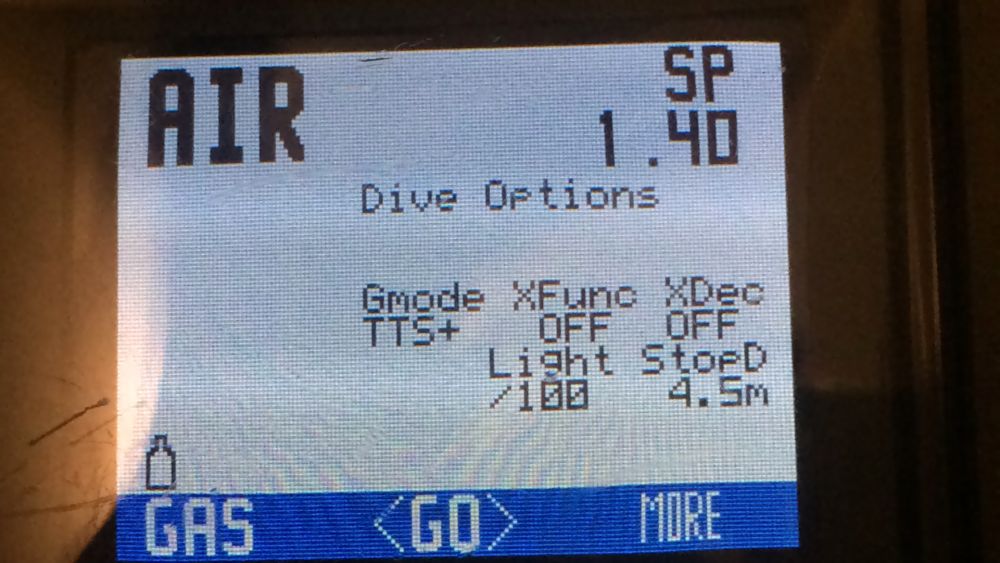 AIR SP
1.40
Dive Options
Gmode XFunc XDec
TTS+ OFF OFF
Light StopD
/100 4.5m
GAS <GO> MORE